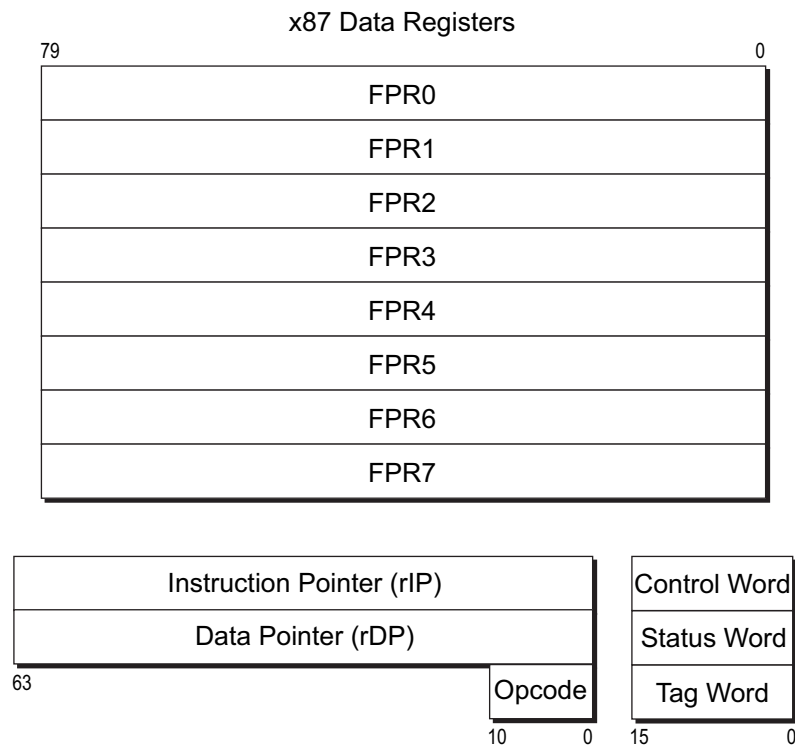 x87 Data Registers
79 0
FPR0
FPR1
FPR2
FPR3
FPR4
FPR5
FPR6
FPR7
Instruction Pointer (rIP)
Data Pointer (rDP)
63
Opcode
10 0
Control Word
Status Word
Tag Word
15 0